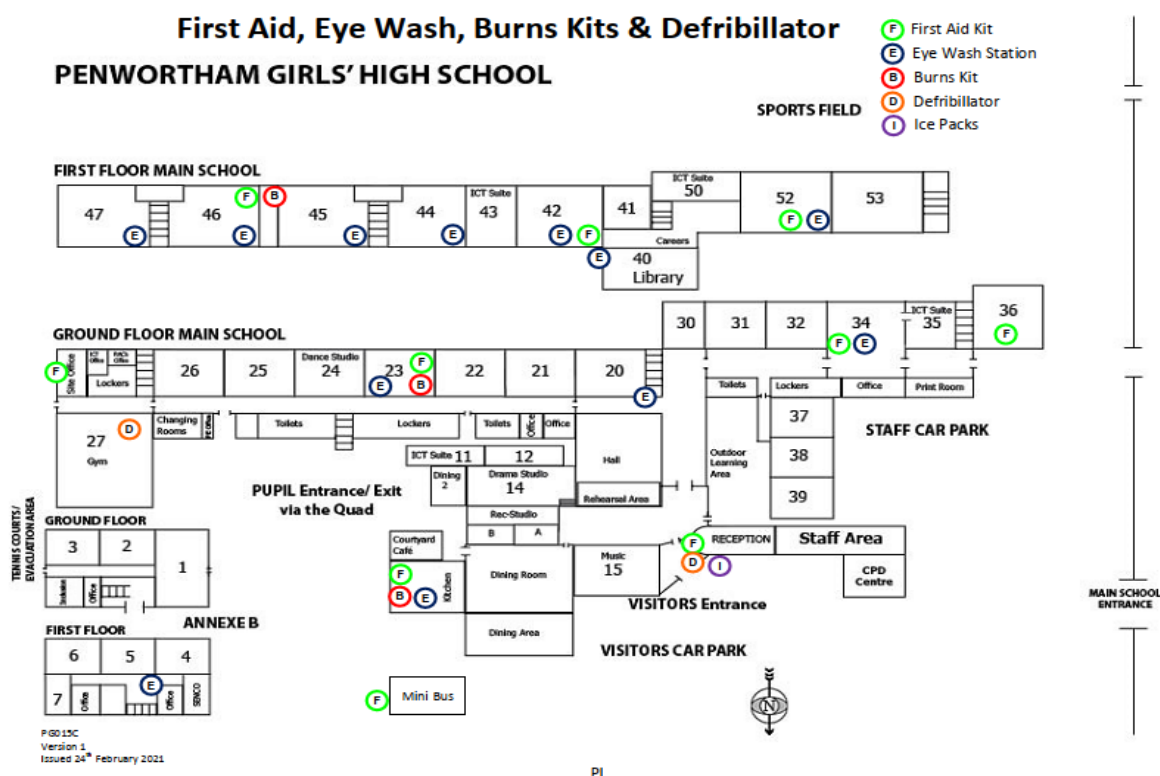 First Aid, Eye Wash, Burns Kits & Defribillator
PENWORTHAM GIRLS' HIGH SCHOOL
F First Aid Kit
E Eye Wash Station
B Burns Kit
D Defribillator
I Ice Packs
SPORTS FIELD
FIRST FLOOR MAIN SCHOOL
47
E
46
F
E
B
45
E
44
E
ICT Suite
43
42
E
F
41
ICT Suite
50
52
F
E
53
Careers
E
40
Library
GROUND FLOOR MAIN SCHOOL
F
Site Office
ICT Office
Lockers
26
25
Dance Studio
24
23
F
E
B
22
21
20
E
30
31
32
34
F
E
ICT Suite
35
36
F
Toilets
Lockers
Office
Print Room
27
Gym
D
Changing
Rooms
PE Office
Toilets
Lockers
Toilets
Office
Office
Hall
37
38
39
STAFF CAR PARK
Outdoor
Learning
Area
ICT Suite 11
12
Dining
2
Drama Studio
14
Rehearsal Area
PUPIL Entrance/ Exit
via the Quad
Rec-Studio
B
A
TENNIS COURTS/
EVACUATION AREA
GROUND FLOOR
3
2
1
Office
ANNEXE B
Courtyard
Café
F
B
E
Kitchen
Dining Room
Dining Area
Music
15
F
D
I
RECEPTION
Staff Area
CPD
Centre
VISITORS Entrance
VISITORS CAR PARK
MAIN SCHOOL
ENTRANCE
FIRST FLOOR
6
5
4
7
Office
E
Office
SENCO
F
Mini Bus
N
PG015C
Version 1
Issued 24th February 2021
PJ